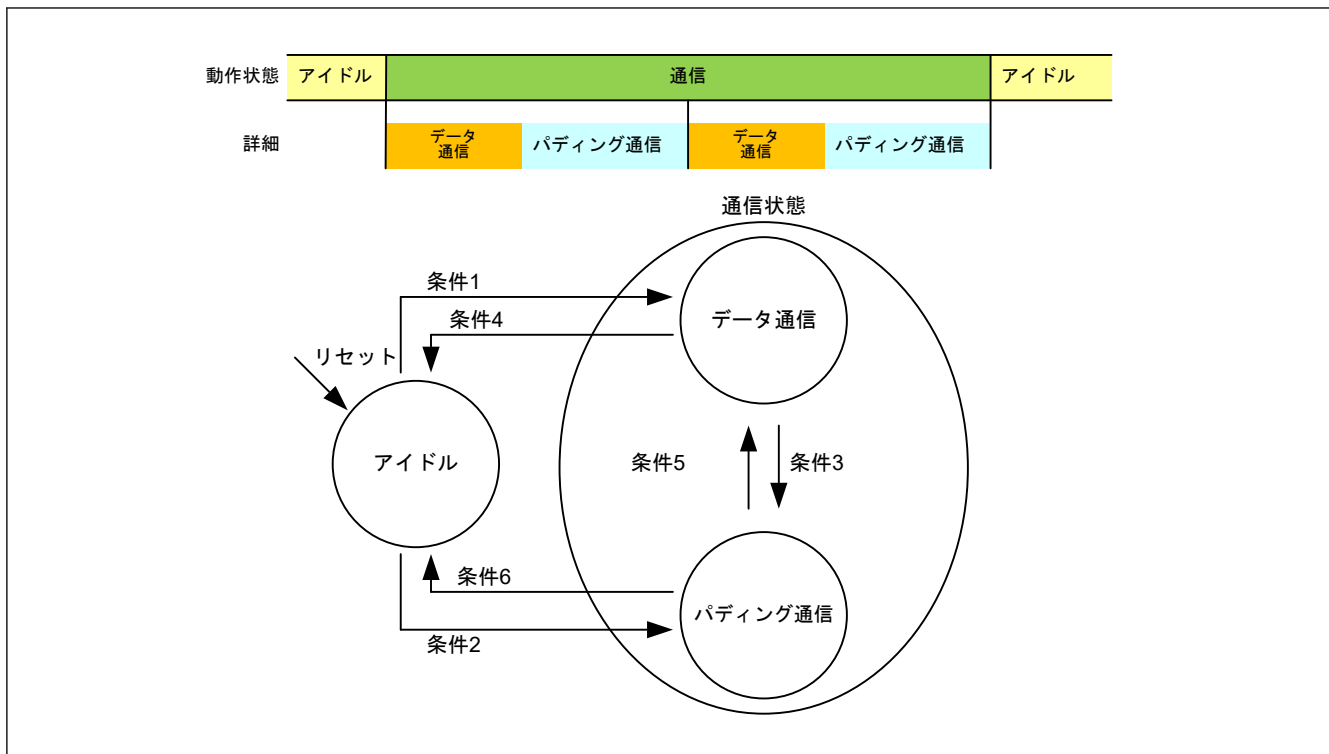 動作状態
アイドル
通信
アイドル
詳細
データ
通信
パディング通信
データ
通信
パディング通信
通信状態
条件1
データ通信
条件4
リセット
アイドル
条件5
条件3
条件6
パディング通信
条件2